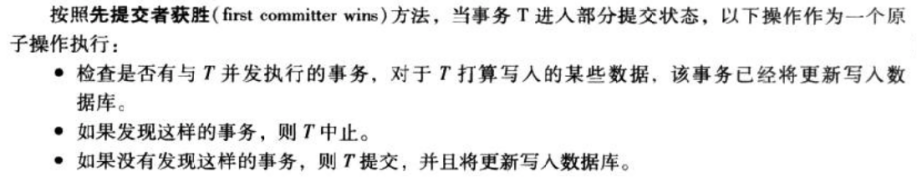 按照先提交者获胜(first committer wins)方法，当事务 T 进入部分提交状态，以下操作作为一个原
子操作执行：
• 检查是否有与 T 并发执行的事务，对于 T 打算写入的某些数据，该事务已经将更新写入数
据库。
• 如果发现这样的事务，则 T 中止。
• 如果没有发现这样的事务，则 T 提交，并且将更新写入数据库。